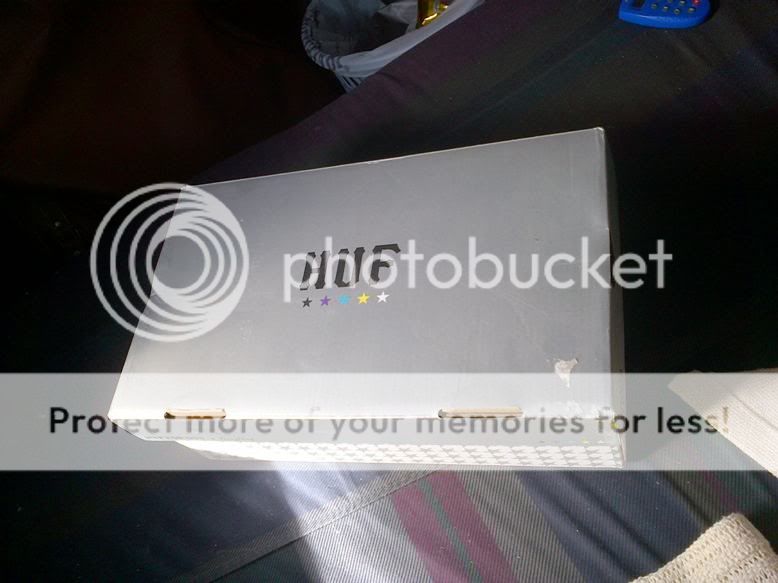 HUF
photobucket
Protect more of your memories for less!